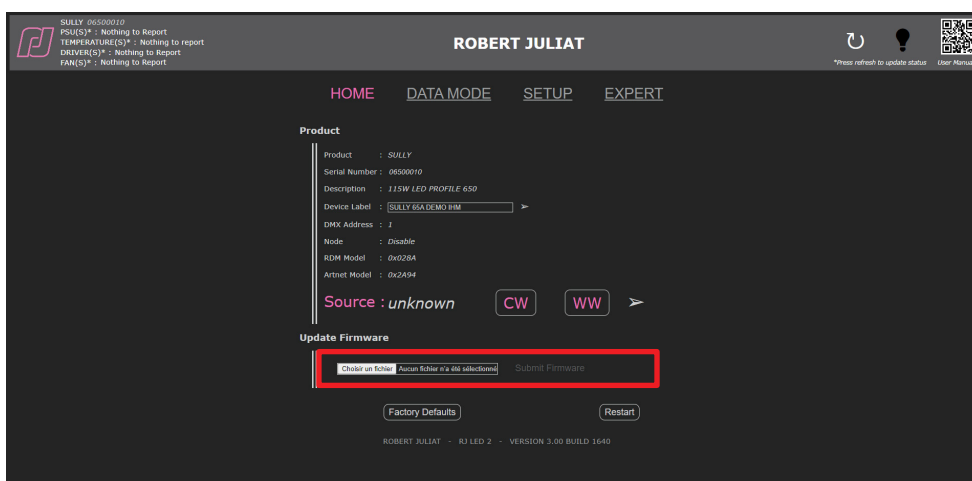 SULLY 06500010
PSU(S)* : Nothing to Report
TEMPERATURE(S)* : Nothing to report
DRIVER(S)* : Nothing to Report
FAN(S)* : Nothing to Report
ROBERT JULIAT
*Press refresh to update status
User Manua
HOME DATA MODE SETUP EXPERT
Product
Product : SULLY
Serial Number : 06500010
Description : 115W LED PROFILE 650
Device Label : SULLY 65A DEMO IHM ➢
DMX Address : 1
Node : Disable
RDM Model : 0x028A
Artnet Model : 0x2A94
Source : unknown CW WW ➢
Update Firmware
Choisir un fichier Aucun fichier n'a été sélectionné Submit Firmware
Factory Defaults Restart
ROBERT JULIAT - RJ LED 2 - VERSION 3.00 BUILD 1640